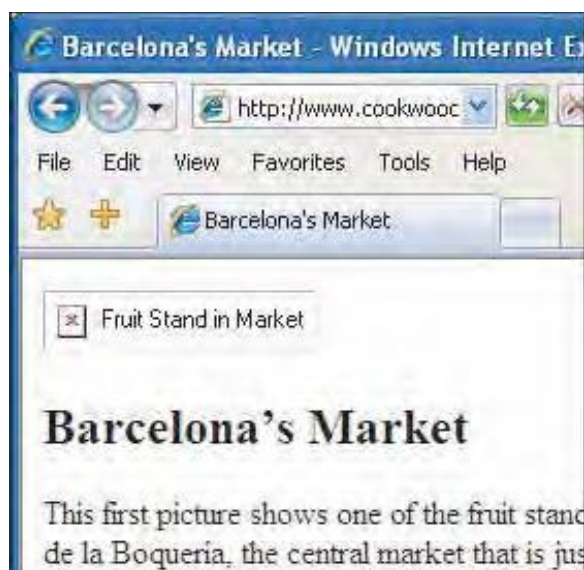 Barcelona's Market - Windows Internet
http://www.cookwooc
File Edit View Favorites Tools Help
Barcelona's Market
Fruit Stand in Market
Barcelona's Market
This first picture shows one of the fruit stand
de la Boqueria, the central market that is jus